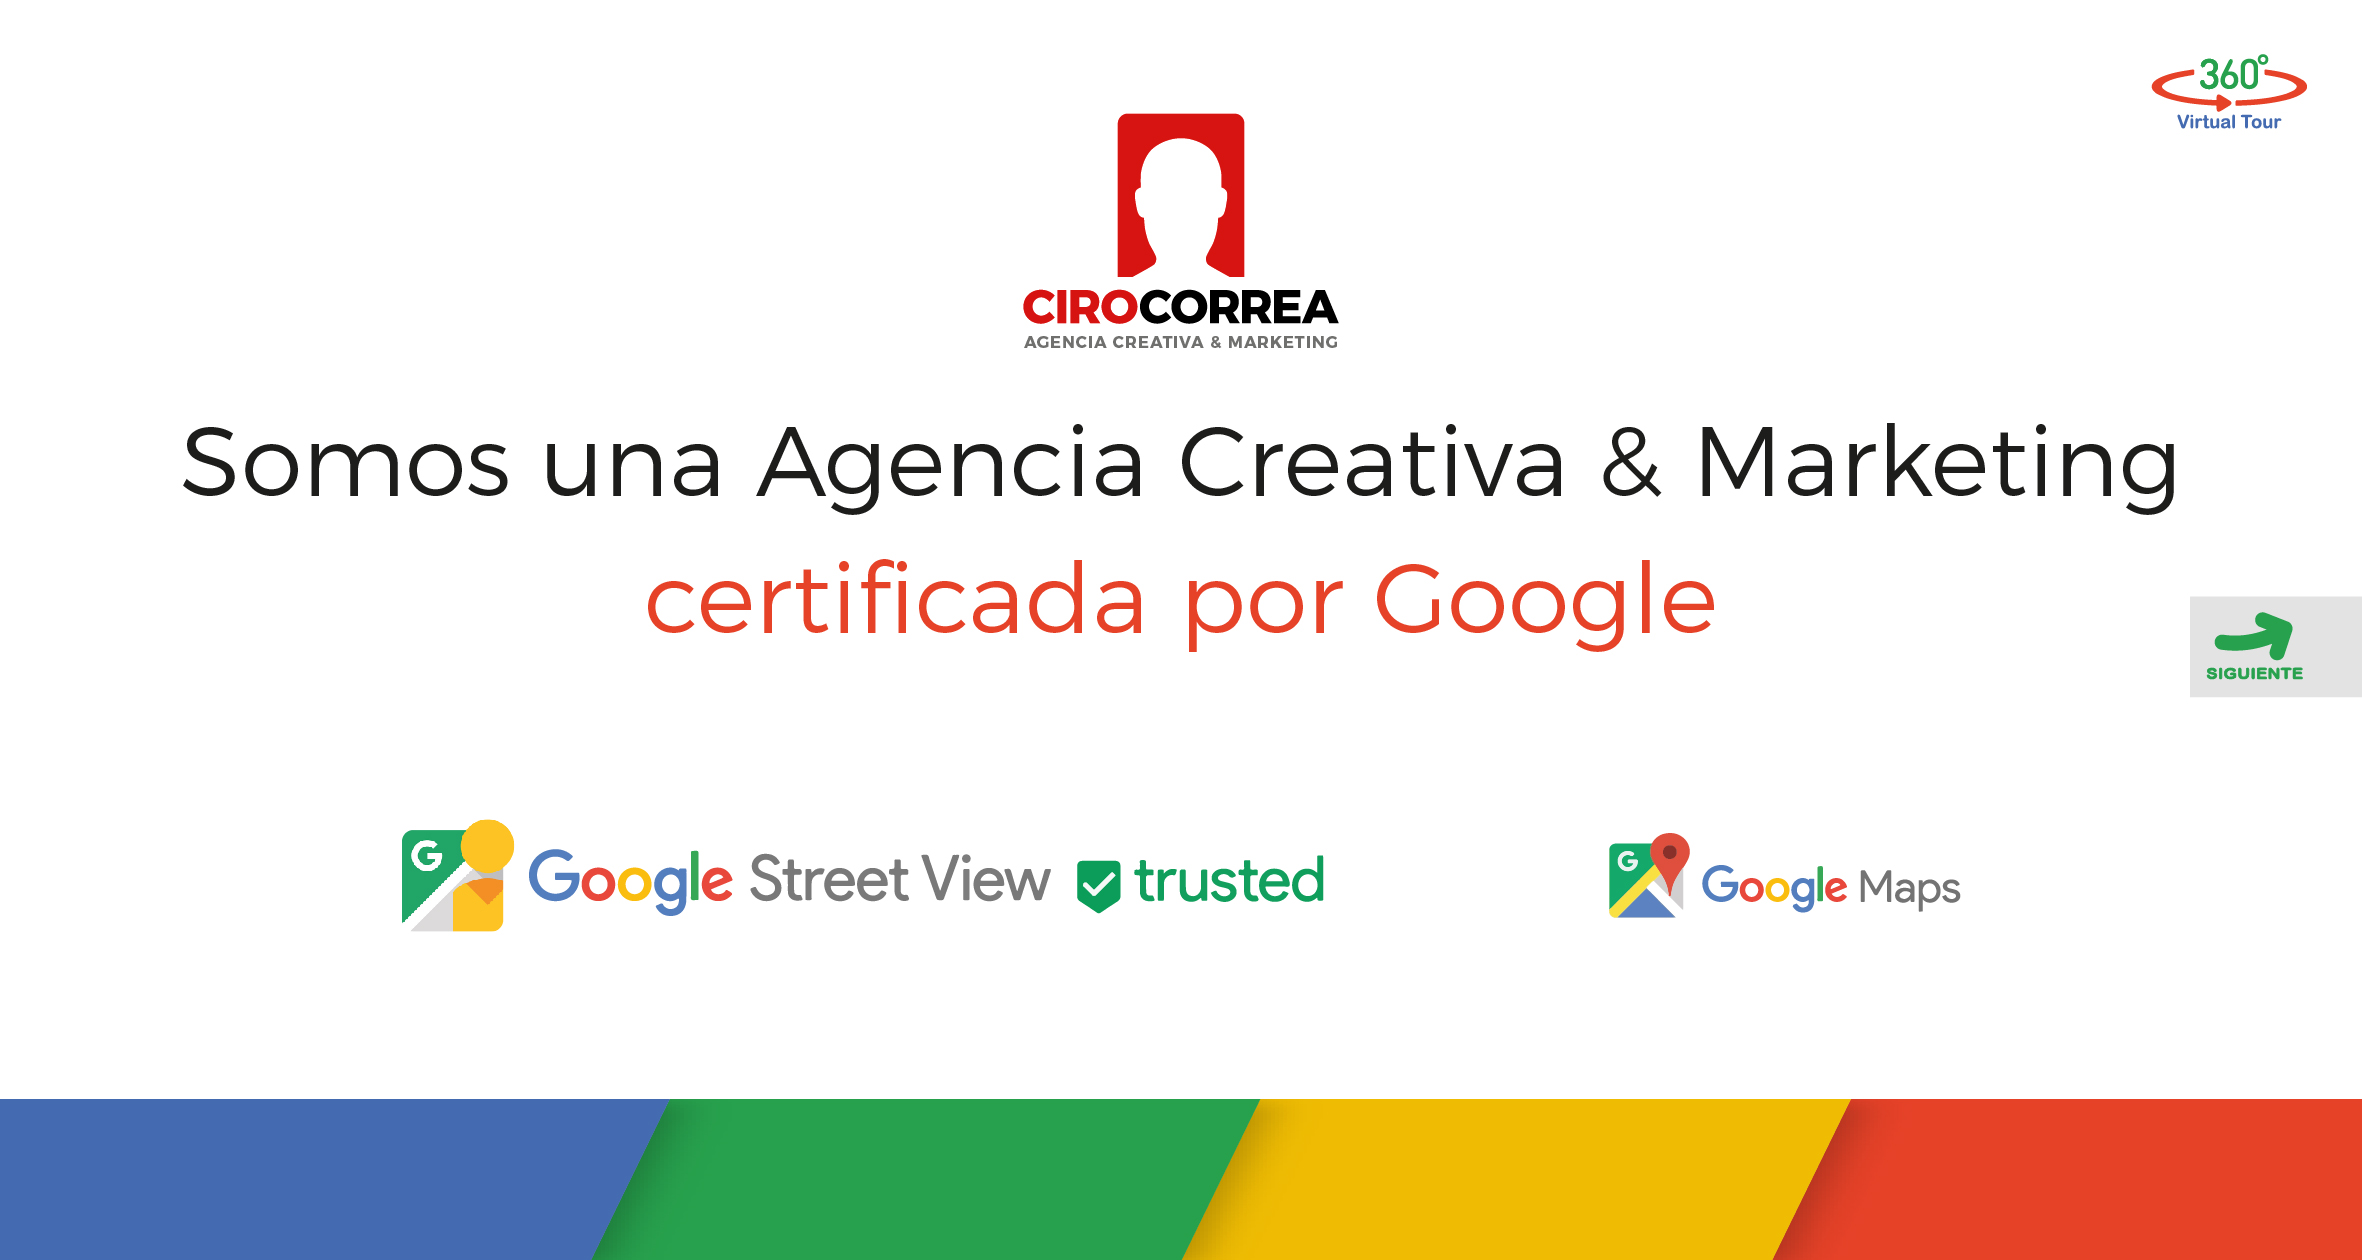 360°
Virtual Tour
CIROCORREA
AGENCIA CREATIVA & MARKETING
Somos una Agencia Creativa & Marketing
certificada por Google
SIGUIENTE
G Google Street View trusted
G Google Maps